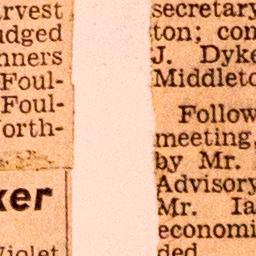 arvest
udged
nners
Foul-
Foul-
orth-
ker
Violet
secretary
ton; con
J. Dyke
Middleto
Follow
meeting,
by Mr.
Advisory
Mr. Ia
economi
ded